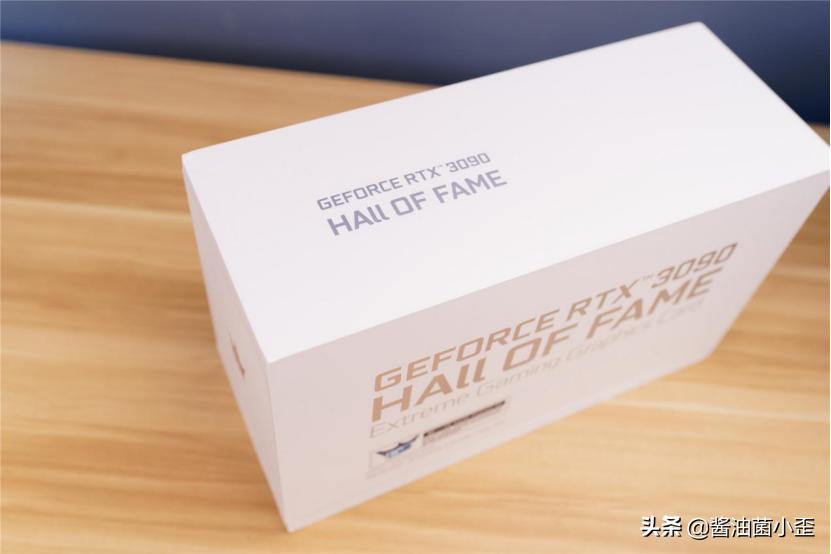 GEFORCE RTX™ 3090
HAll OF FAME
GEFORCE RTX™ 3090
HAll OF FAME
Extreme Gaming Graphics Card
头条 @酱油菌小歪